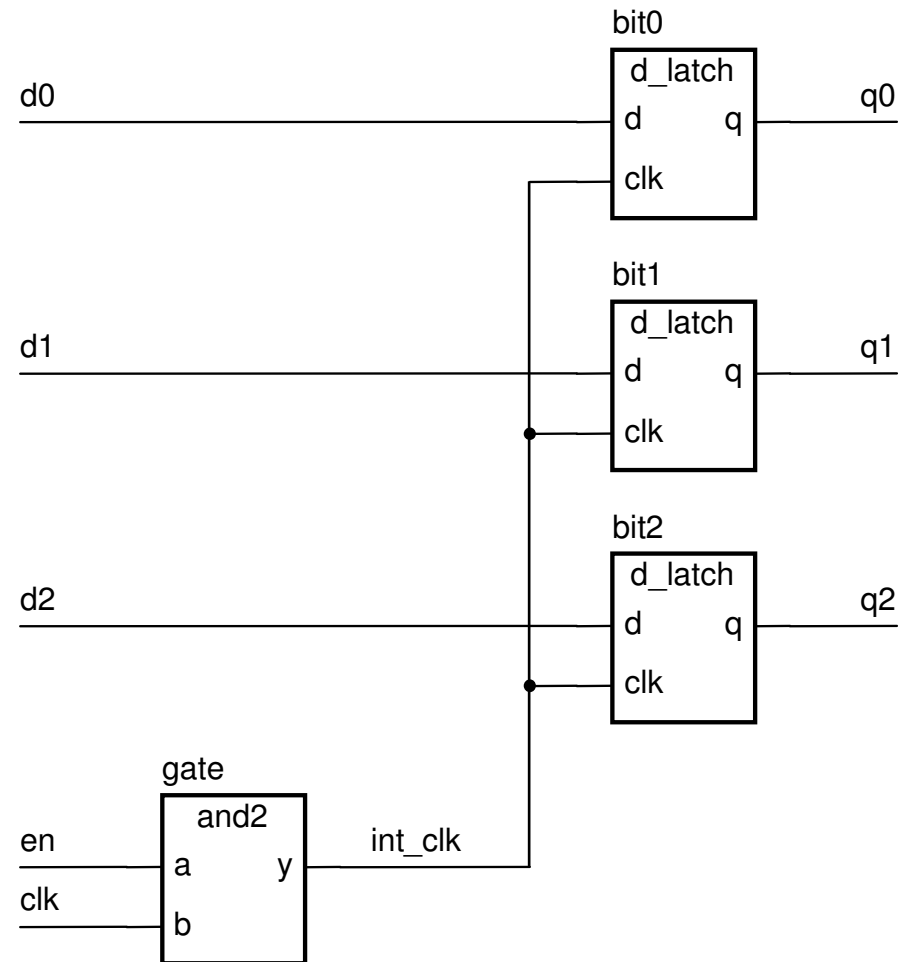 bit0
d_latch
d0
d
q
q0
clk
bit1
d_latch
d1
d
q
q1
clk
bit2
d_latch
d2
d
q
q2
clk
gate
and2
en
a
y
int_clk
clk
b